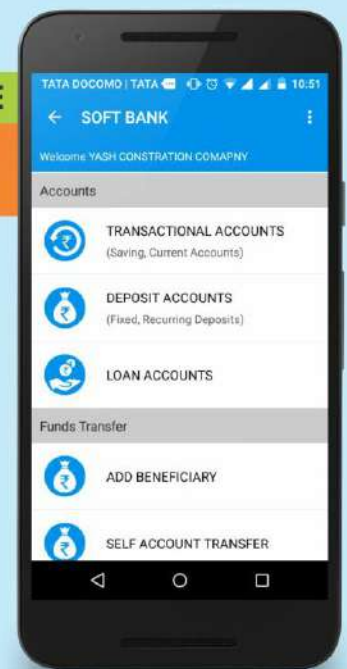 TATA DOCOMO | TATA 10:51
SOFT BANK
Welcome YASH CONSTRATION COMAPNY
Accounts
TRANSACTIONAL ACCOUNTS
(Saving, Current Accounts)
DEPOSIT ACCOUNTS
(Fixed, Recurring Deposits)
LOAN ACCOUNTS
Funds Transfer
ADD BENEFICIARY
SELF ACCOUNT TRANSFER